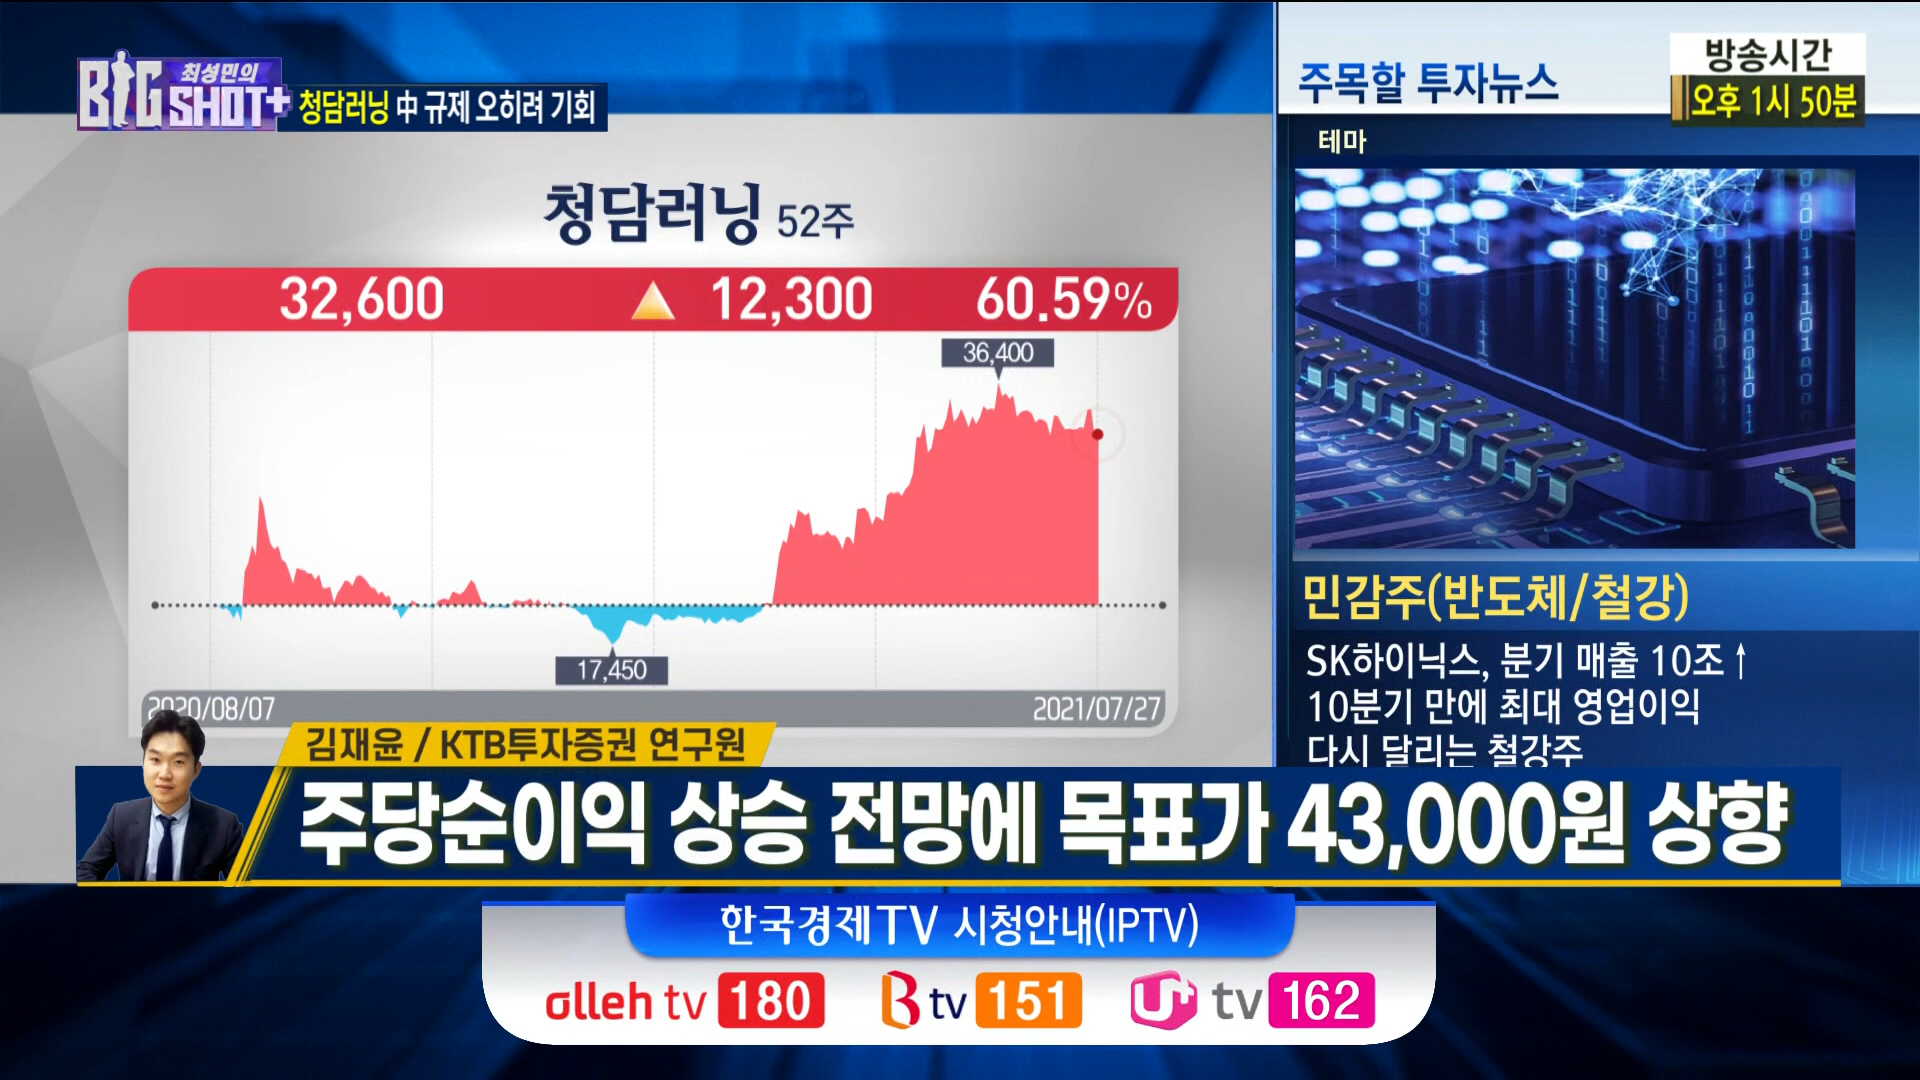 BIG SHOT+
최성민의
청담러닝 中 규제 오히려 기회
청담러닝 52주
32,600 ▲ 12,300 60.59%
36,400
17,450
2020/08/07
2021/07/27
주목할 투자뉴스
방송시간
오후 1시 50분
테마
민감주(반도체/철강)
SK하이닉스, 분기 매출 10조↑
10분기 만에 최대 영업이익
다시 달리는 철강주
김재윤 / KTB투자증권 연구원
주당순이익 상승 전망에 목표가 43,000원 상향
한국경제TV 시청안내(IPTV)
olleh tv 180 B tv 151 U+ tv 162